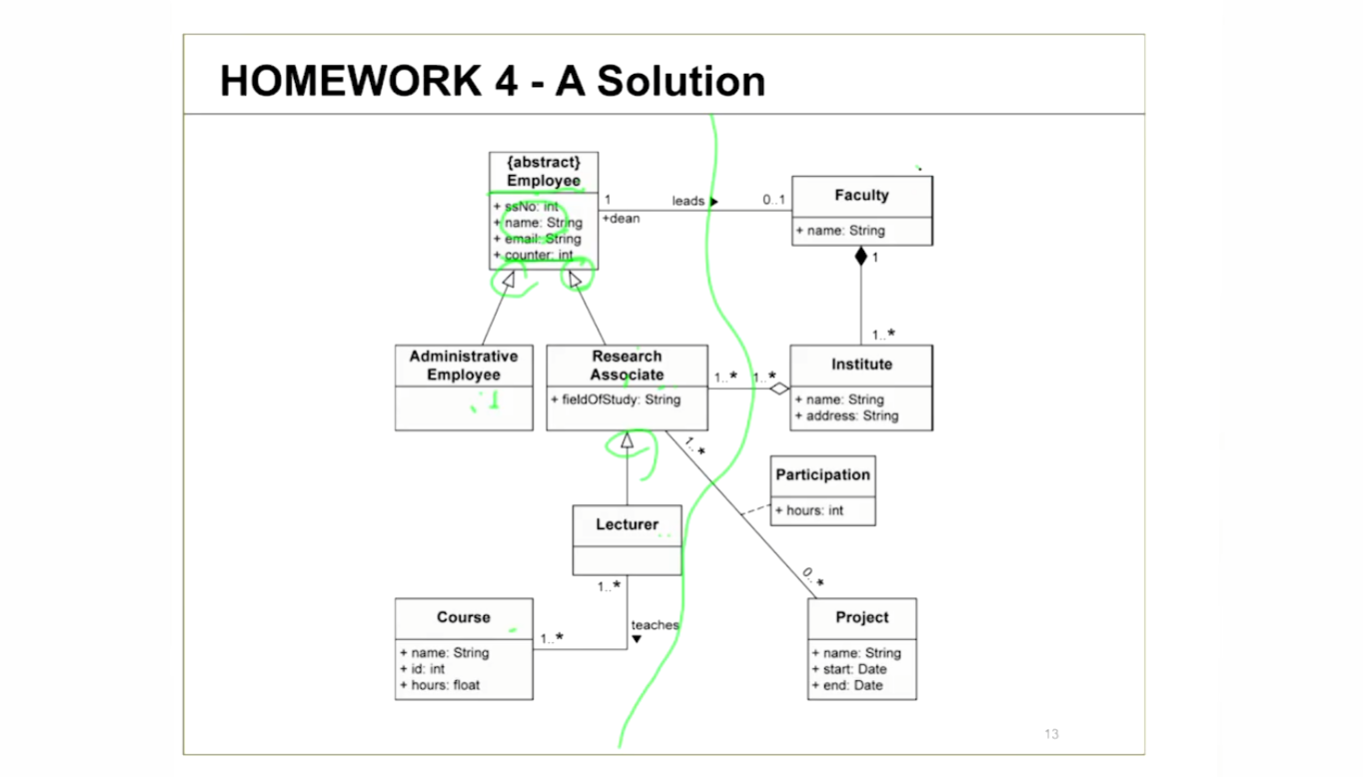 HOMEWORK 4 - A Solution
{abstract}
Employee
+ ssNo: int
+ name: String
+ email: String
+ counter: int
1
+dean
leads ▶
0..1
Faculty
+ name: String
1
1..*
Administrative
Employee
Research
Associate
+ fieldOfStudy: String
1..*
1..*
Institute
+ name: String
+ address: String
1..*
Participation
+ hours: int
0..*
Lecturer
1..*
teaches
▼
1..*
Course
+ name: String
+ id: int
+ hours: float
Project
+ name: String
+ start: Date
+ end: Date
13